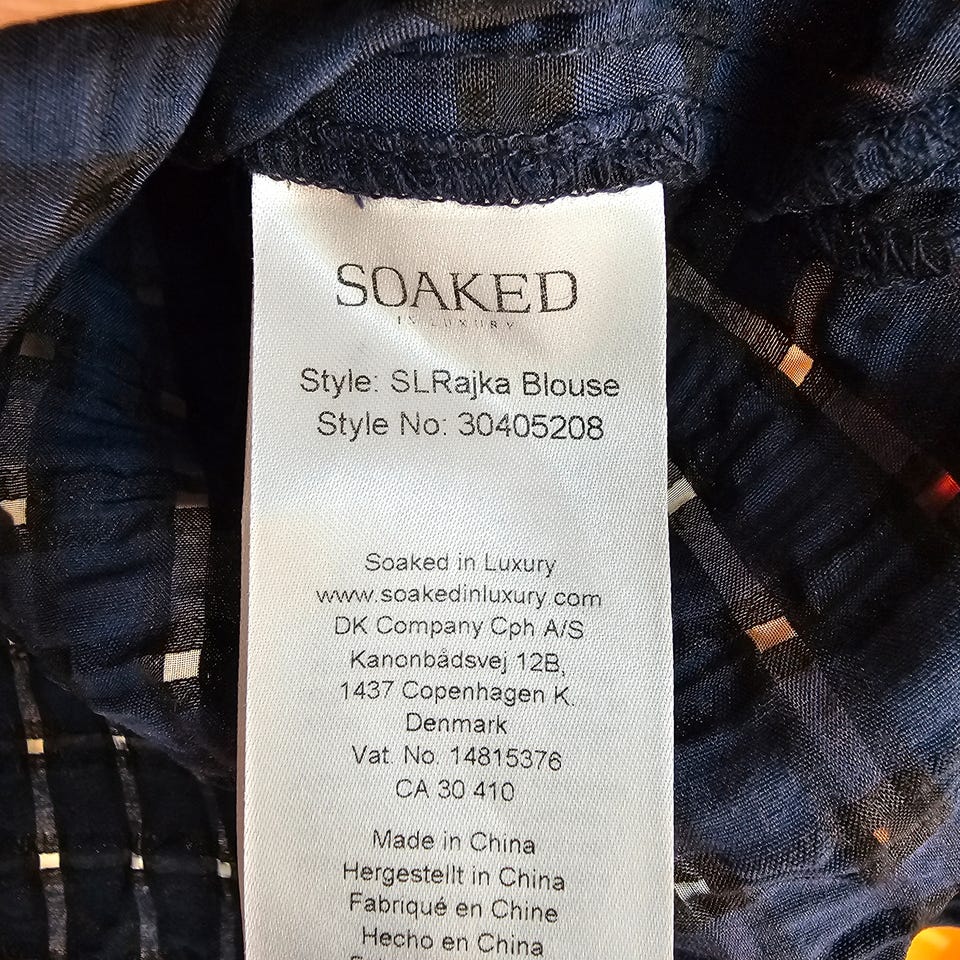 SOAKED
IN LUXURY
Style: SLRajka Blouse
Style No: 30405208
Soaked in Luxury
www.soakedinluxury.com
DK Company Cph A/S
Kanonbådsvej 12B,
1437 Copenhagen K.
Denmark
Vat. No. 14815376
CA 30 410
Made in China
Hergestellt in China
Fabriqué en Chine
Hecho en China